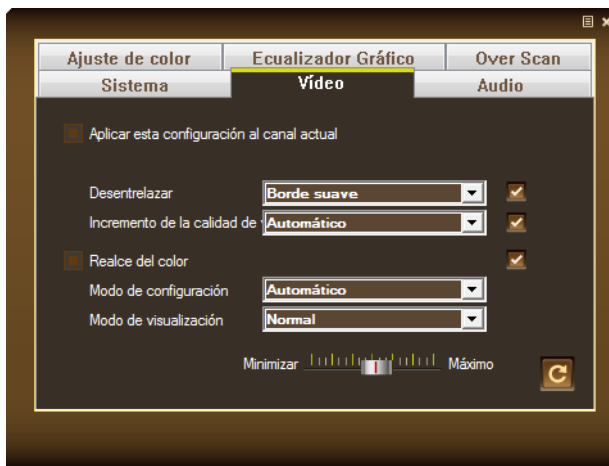 Ajuste de color Ecualizador Gráfico Over Scan
Sistema Vídeo Audio
Aplicar esta configuración al canal actual
Desentrelazar Borde suave
Incremento de la calidad de Automático
Realce del color
Modo de configuración Automático
Modo de visualización Normal
Minimizar Máximo